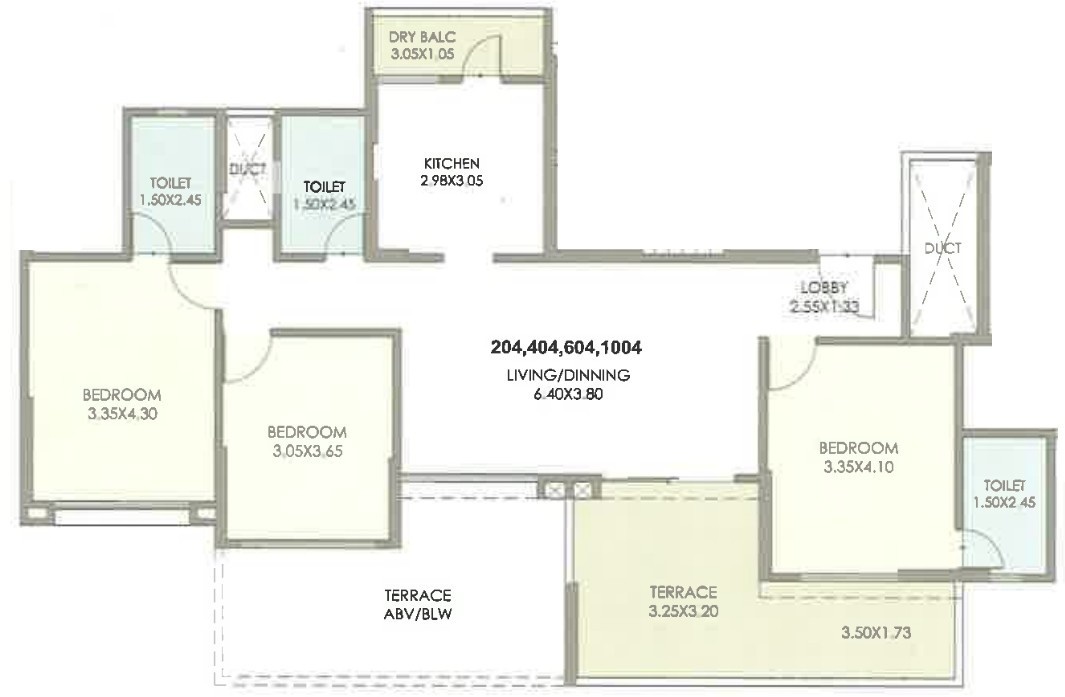 DRY BALC
3.05X1.05
KITCHEN
2.98X3.05
TOILET
1.50X2.45
DUCT
TOILET
1.50X2.45
DUCT
LOBBY
2.55X1.33
204,404,604,1004
LIVING/DINNING
6.40X3.80
BEDROOM
3.35X4.30
BEDROOM
3.05X3.65
BEDROOM
3.35X4.10
TOILET
1.50X2.45
TERRACE
ABV/BLW
TERRACE
3.25X3.20
3.50X1.73